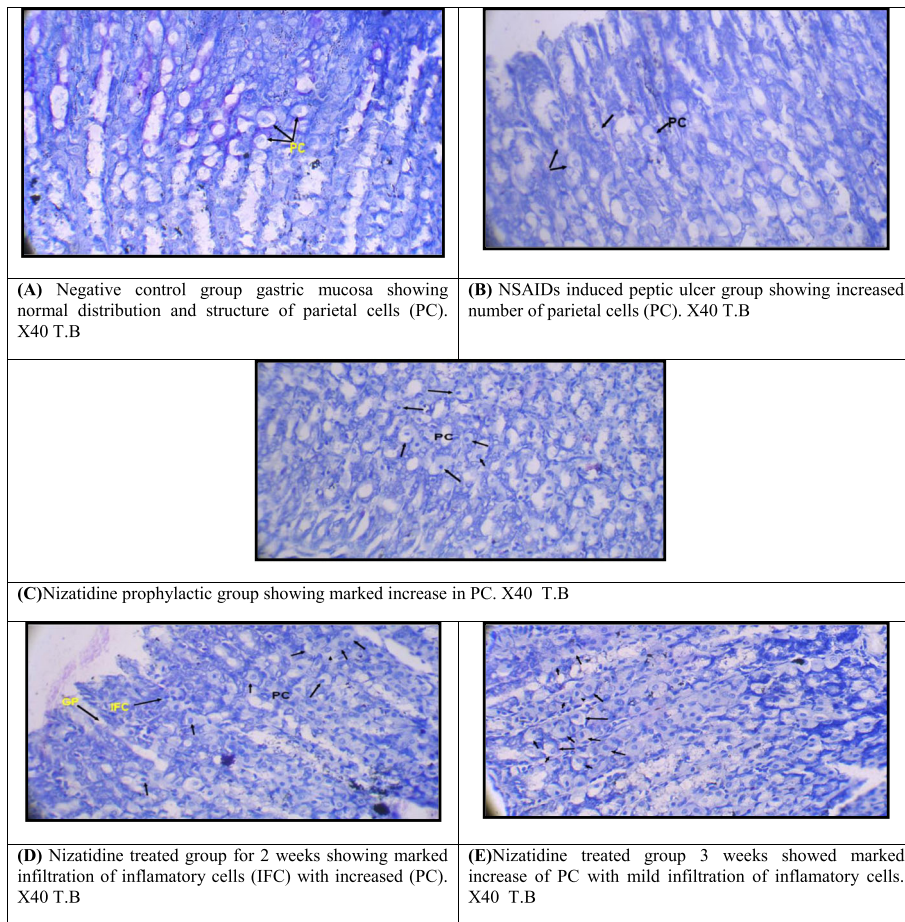 PC
PC
(A) Negative control group gastric mucosa showing
normal distribution and structure of parietal cells (PC).
X40 T.B
(B) NSAIDs induced peptic ulcer group showing increased
number of parietal cells (PC). X40 T.B
PC
(C)Nizatidine prophylactic group showing marked increase in PC. X40 T.B
GP
IFC
PC
(D) Nizatidine treated group for 2 weeks showing marked
infiltration of inflamatory cells (IFC) with increased (PC).
X40 T.B
(E)Nizatidine treated group 3 weeks showed marked
increase of PC with mild infiltration of inflamatory cells.
X40 T.B